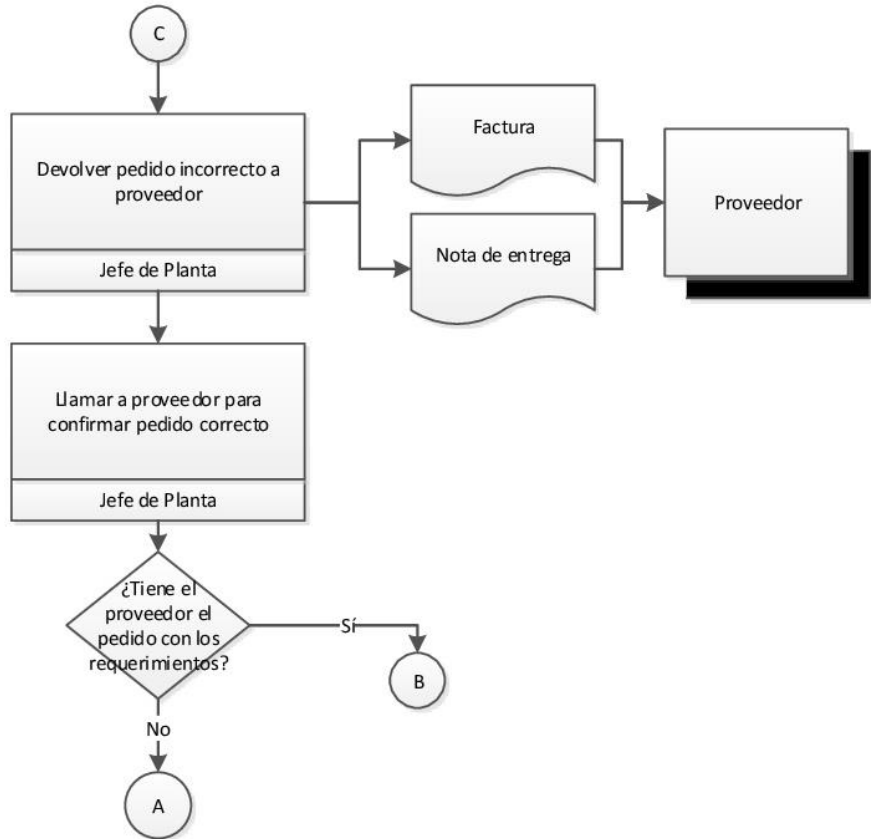 C
Devolver pedido incorrecto a
proveedor
Jefe de Planta
Factura
Nota de entrega
Proveedor
Llamar a proveedor para
confirmar pedido correcto
Jefe de Planta
¿Tiene el
proveedor el
pedido con los
requerimientos?
Sí
B
No
A